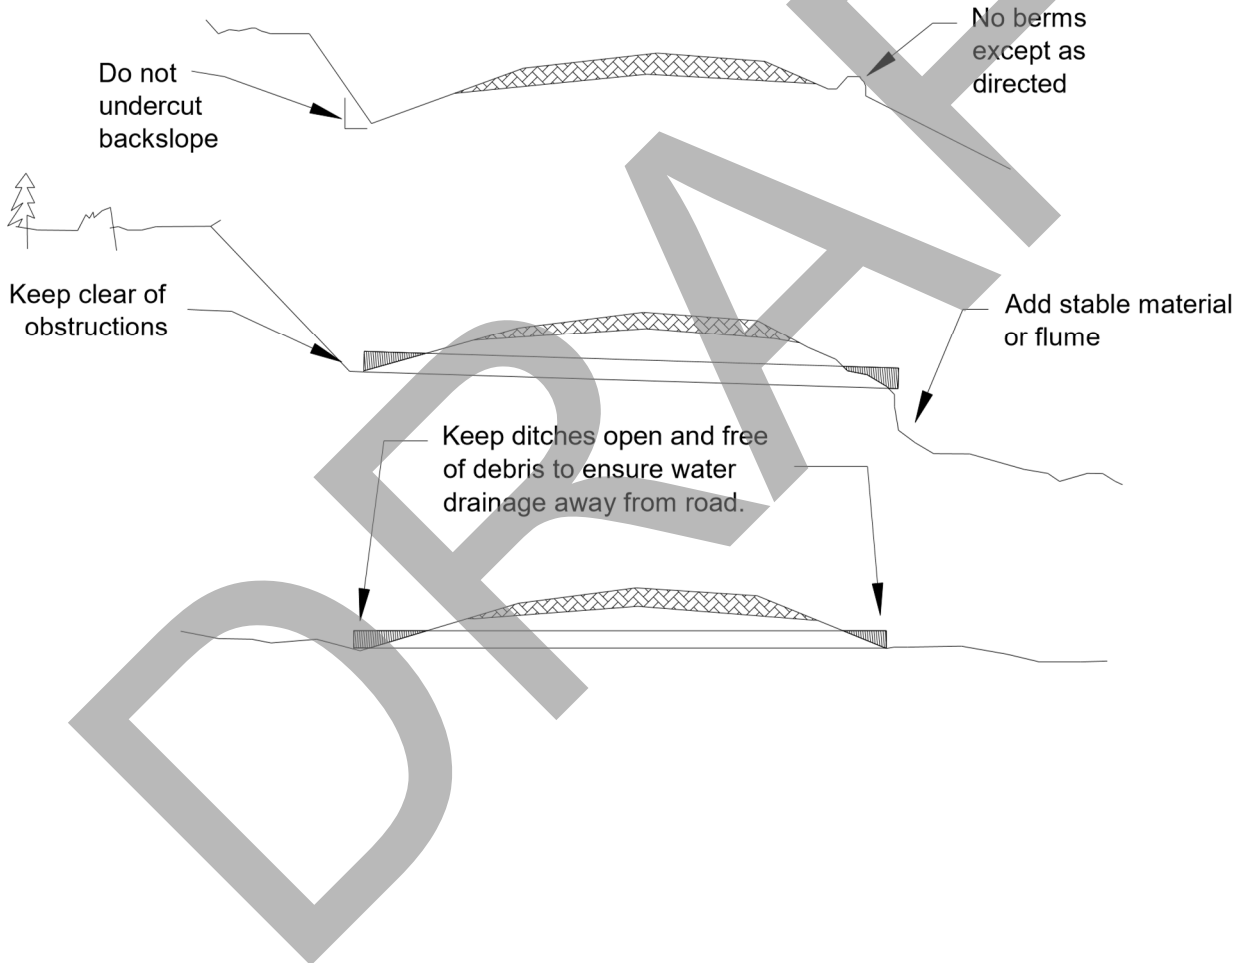 No berms
except as
directed
Do not
undercut
backslope
Keep clear of
obstructions
Add stable material
or flume
Keep ditches open and free
of debris to ensure water
drainage away from road.
DRAF